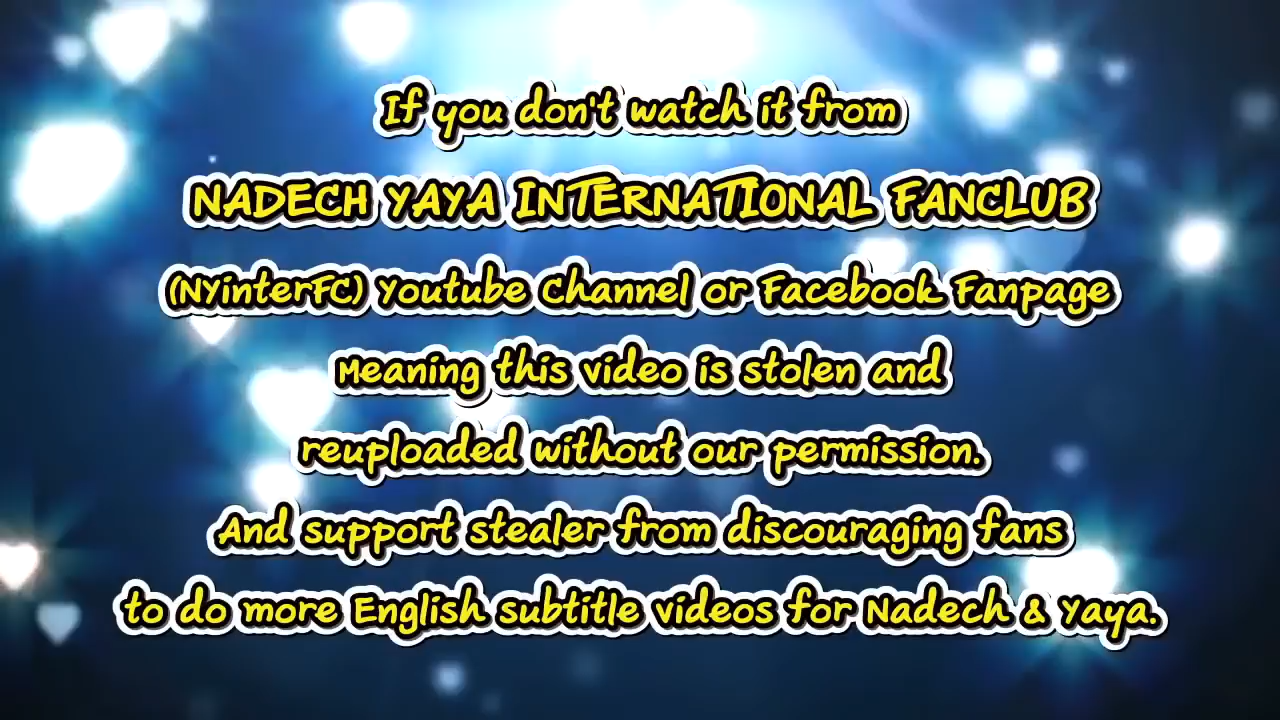 If you don't watch it from
NADECH YAYA INTERNATIONAL FANCLUB
(NYinterFC) Youtube Channel or Facebook Fanpage
Meaning this video is stolen and
reuploaded without our permission.
And support stealer from discouraging fans
to do more English subtitle videos for Nadech & Yaya.